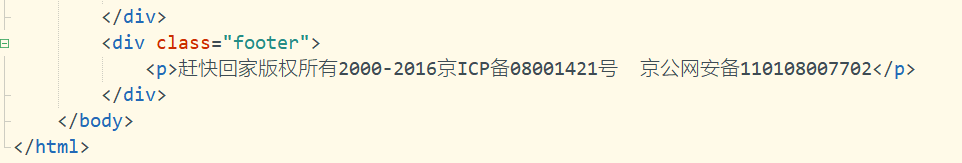 </div>
<div class="footer">
<p>赶快回家版权所有2000-2016京ICP备08001421号  京公网安备110108007702</p>
</div>
</body>
</html>